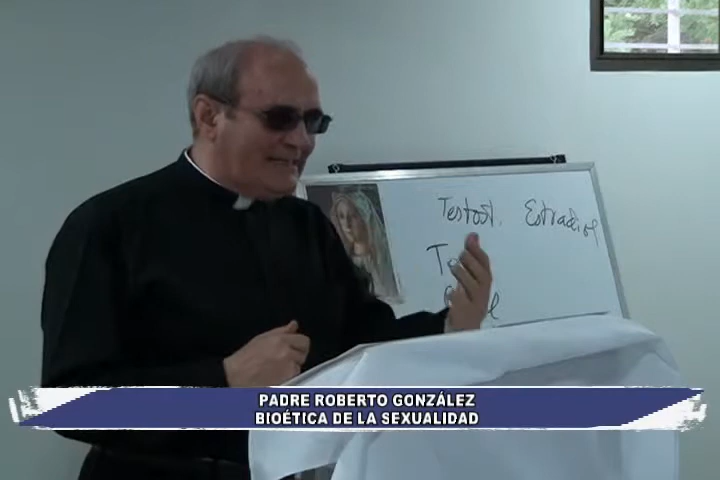 Testost. Estradiol
PADRE ROBERTO GONZÁLEZ
BIOÉTICA DE LA SEXUALIDAD